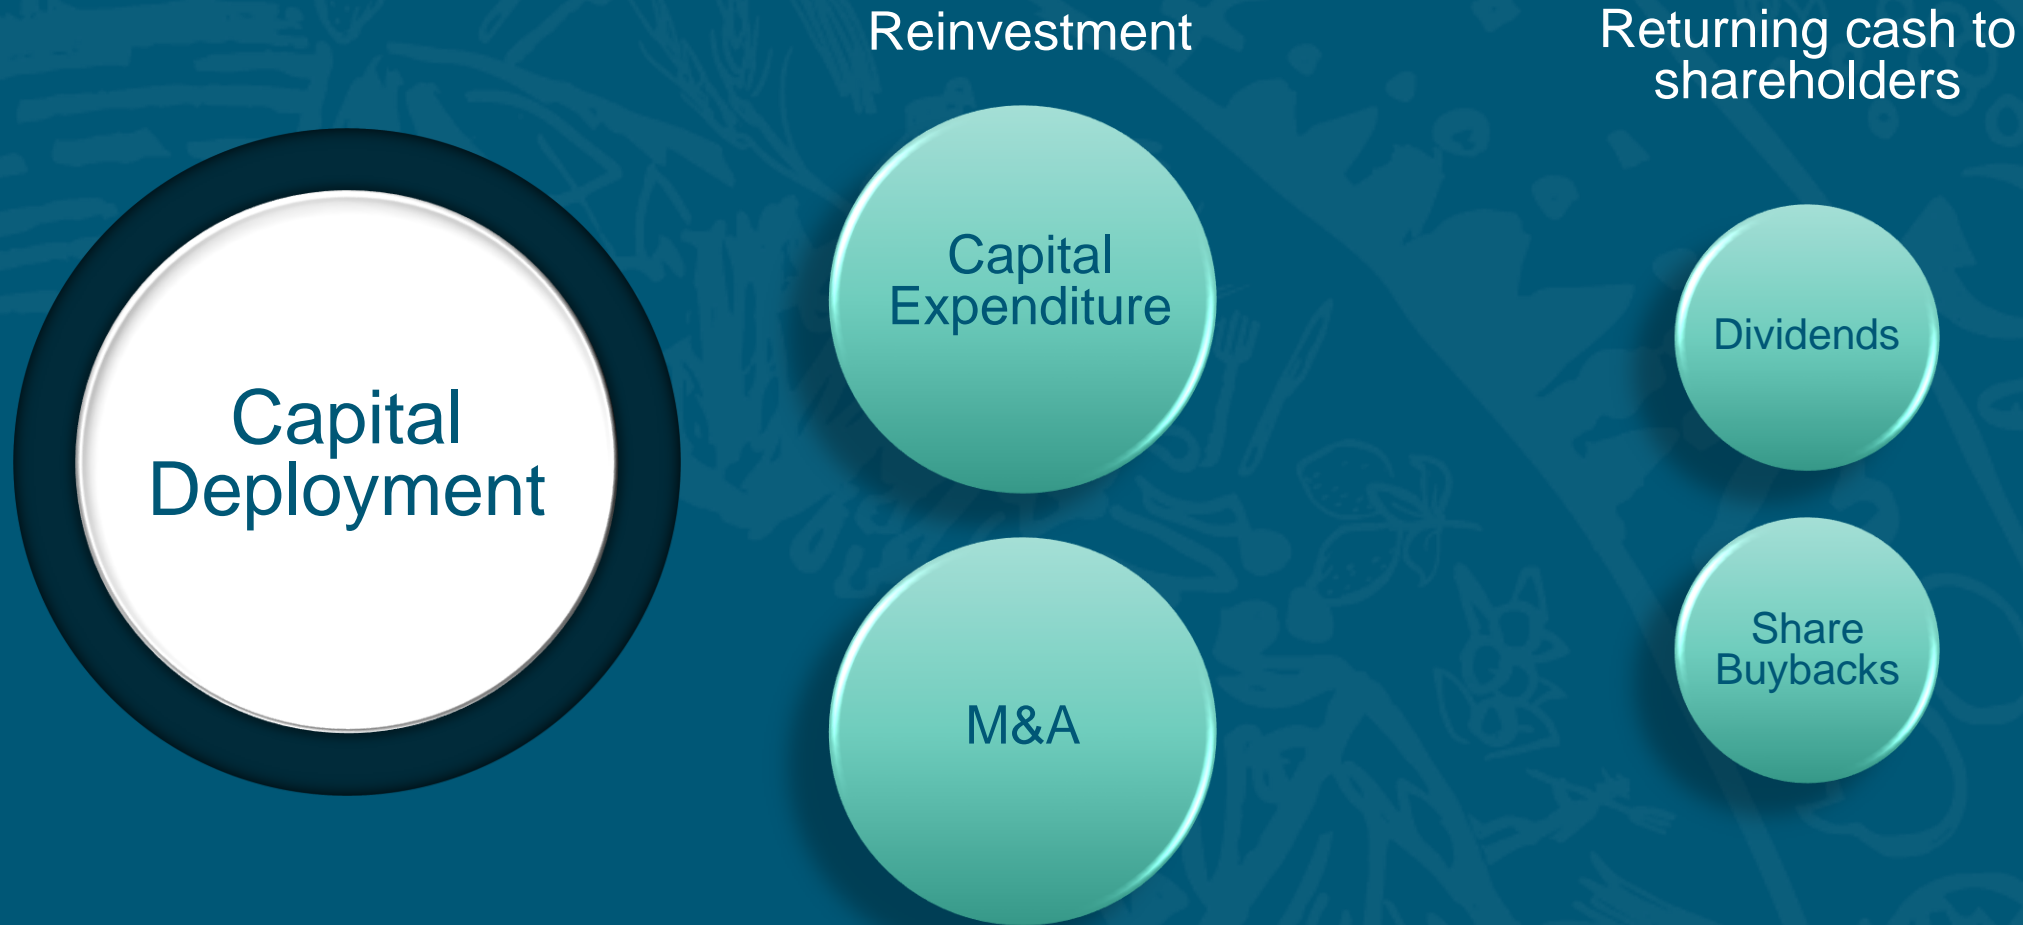 Capital
Deployment
Reinvestment
Capital
Expenditure
M&A
Returning cash to
shareholders
Dividends
Share
Buybacks